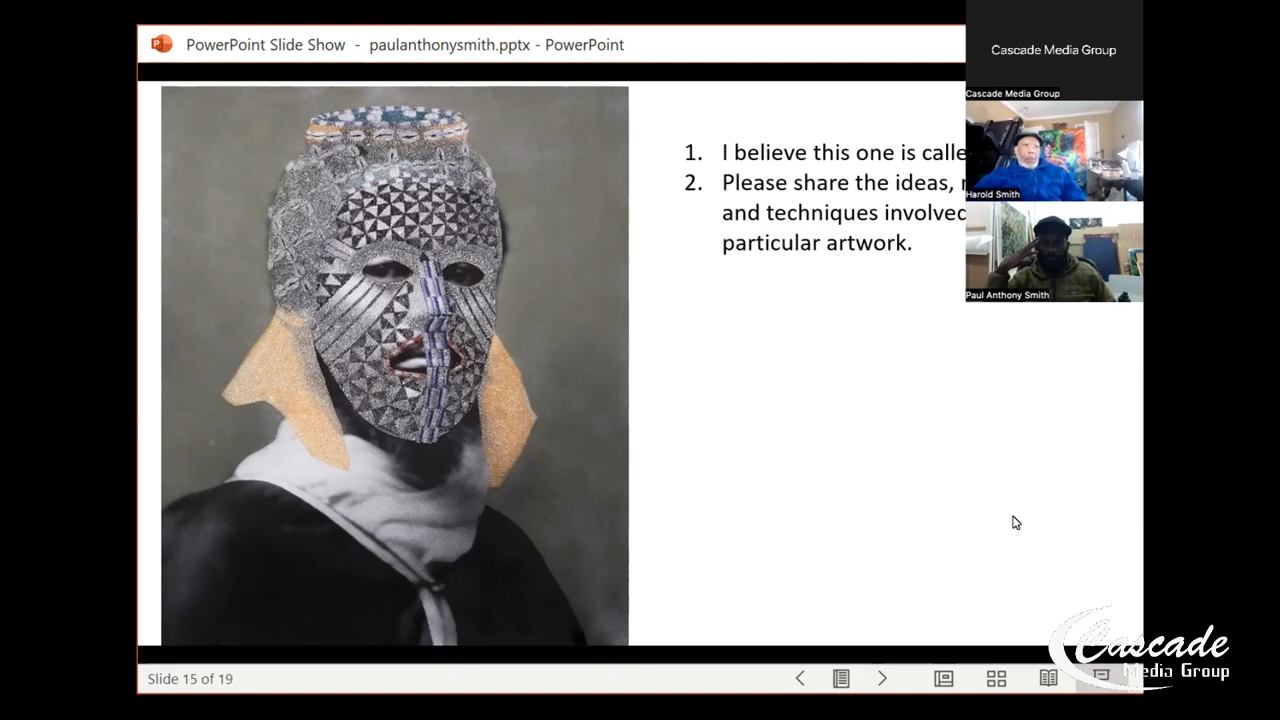 PowerPoint Slide Show - paulanthonysmith.pptx - PowerPoint
Cascade Media Group
Cascade Media Group
Harold Smith
Paul Anthony Smith
1. I believe this one is calle
2. Please share the ideas,
and techniques involved
particular artwork.
Cascade
Media Group
Slide 15 of 19